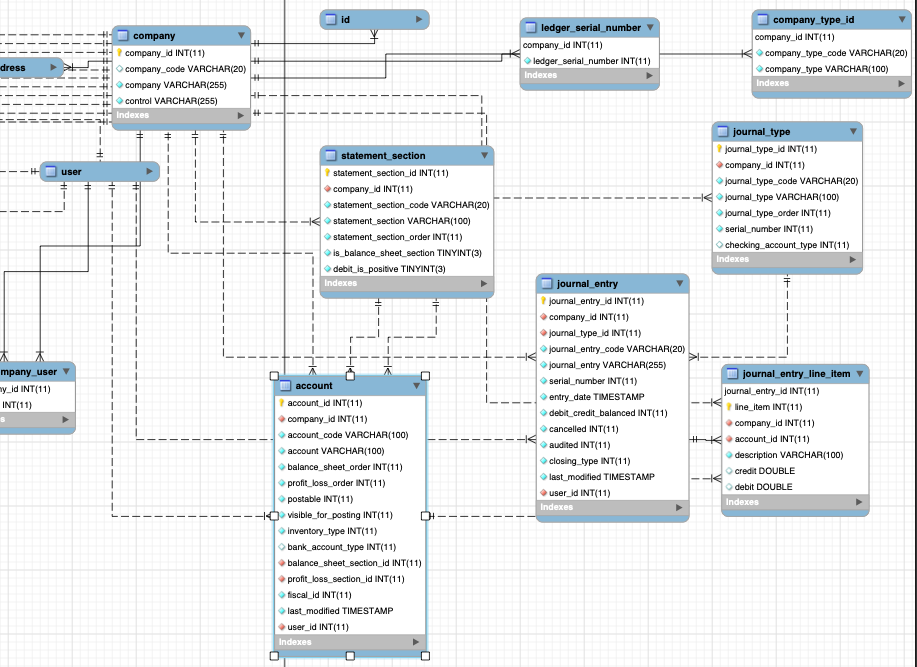 company
company_id INT(11)
company_code VARCHAR(20)
company VARCHAR(255)
control VARCHAR(255)
Indexes
id
ledger_serial_number
company_id INT(11)
ledger_serial_number INT(11)
Indexes
company_type_id
company_id INT(11)
company_type_code VARCHAR(20)
company_type VARCHAR(100)
Indexes
dress
user
statement_section
statement_section_id INT(11)
company_id INT(11)
statement_section_code VARCHAR(20)
statement_section VARCHAR(100)
statement_section_order INT(11)
is_balance_sheet_section TINYINT(3)
debit_is_positive TINYINT(3)
Indexes
journal_type
journal_type_id INT(11)
company_id INT(11)
journal_type_code VARCHAR(20)
journal_type VARCHAR(100)
journal_type_order INT(11)
serial_number INT(11)
checking_account_type INT(11)
Indexes
journal_entry
journal_entry_id INT(11)
company_id INT(11)
journal_type_id INT(11)
journal_entry_code VARCHAR(20)
journal_entry VARCHAR(255)
serial_number INT(11)
entry_date TIMESTAMP
debit_credit_balanced INT(11)
cancelled INT(11)
audited INT(11)
closing_type INT(11)
last_modified TIMESTAMP
user_id INT(11)
Indexes
journal_entry_line_item
journal_entry_id INT(11)
line_item INT(11)
company_id INT(11)
account_id INT(11)
description VARCHAR(100)
credit DOUBLE
debit DOUBLE
Indexes
mpany_user
ny_id INT(11)
INT(11)
s
account
account_id INT(11)
company_id INT(11)
account_code VARCHAR(100)
account VARCHAR(100)
balance_sheet_order INT(11)
profit_loss_order INT(11)
postable INT(11)
visible_for_posting INT(11)
inventory_type INT(11)
bank_account_type INT(11)
balance_sheet_section_id INT(11)
profit_loss_section_id INT(11)
fiscal_id INT(11)
last_modified TIMESTAMP
user_id INT(11)
Indexes